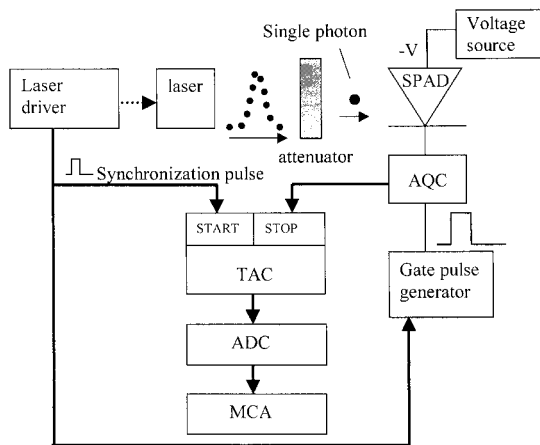 Single photon
Voltage
source
-V
SPAD
Laser
driver
laser
attenuator
Synchronization pulse
AQC
START
STOP
TAC
Gate pulse
generator
ADC
MCA